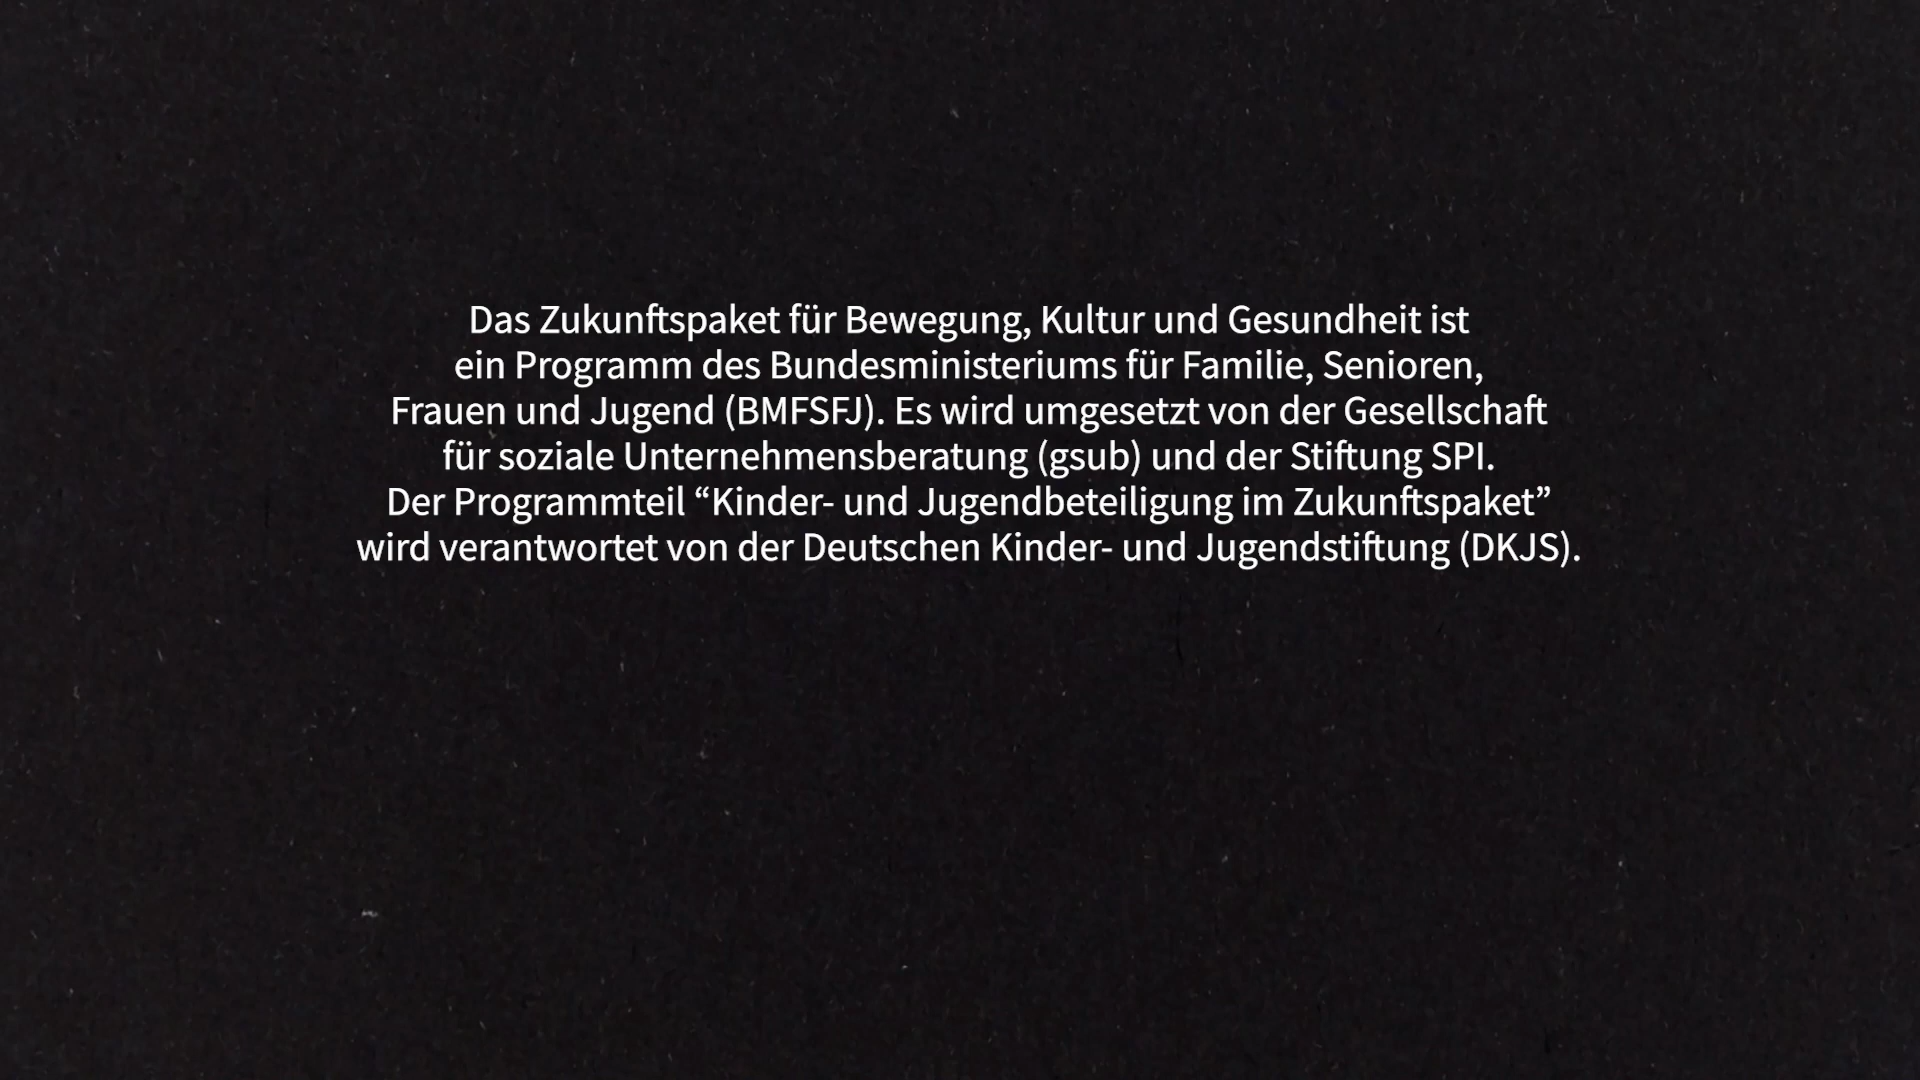 Das Zukunftspaket für Bewegung, Kultur und Gesundheit ist
ein Programm des Bundesministeriums für Familie, Senioren,
Frauen und Jugend (BMFSFJ). Es wird umgesetzt von der Gesellschaft
für soziale Unternehmensberatung (gsub) und der Stiftung SPI.
Der Programmteil “Kinder- und Jugendbeteiligung im Zukunftspaket”
wird verantwortet von der Deutschen Kinder- und Jugendstiftung (DKJS).